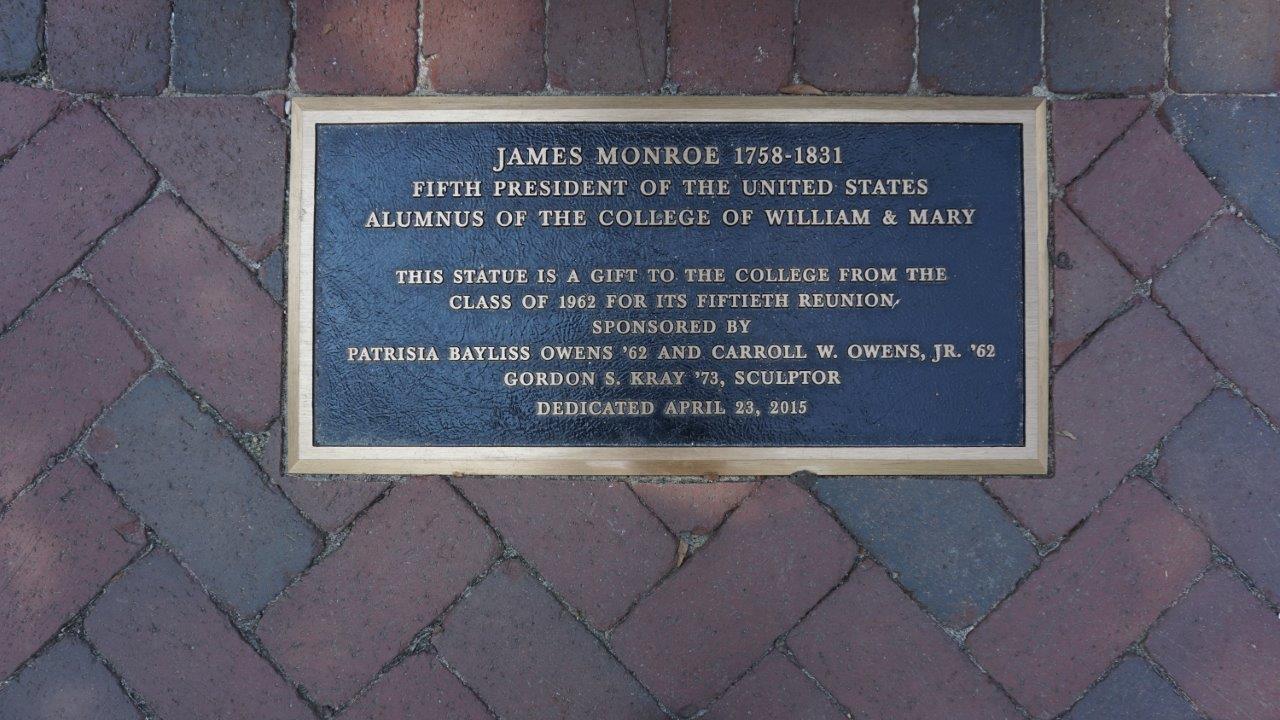 JAMES MONROE 1758-1831
FIFTH PRESIDENT OF THE UNITED STATES
ALUMNUS OF THE COLLEGE OF WILLIAM & MARY
THIS STATUE IS A GIFT TO THE COLLEGE FROM THE
CLASS OF 1962 FOR ITS FIFTIETH REUNION,
SPONSORED BY
PATRISIA BAYLISS OWENS '62 AND CARROLL W. OWENS, JR. '62
GORDON S. KRAY '73, SCULPTOR
DEDICATED APRIL 23, 2015